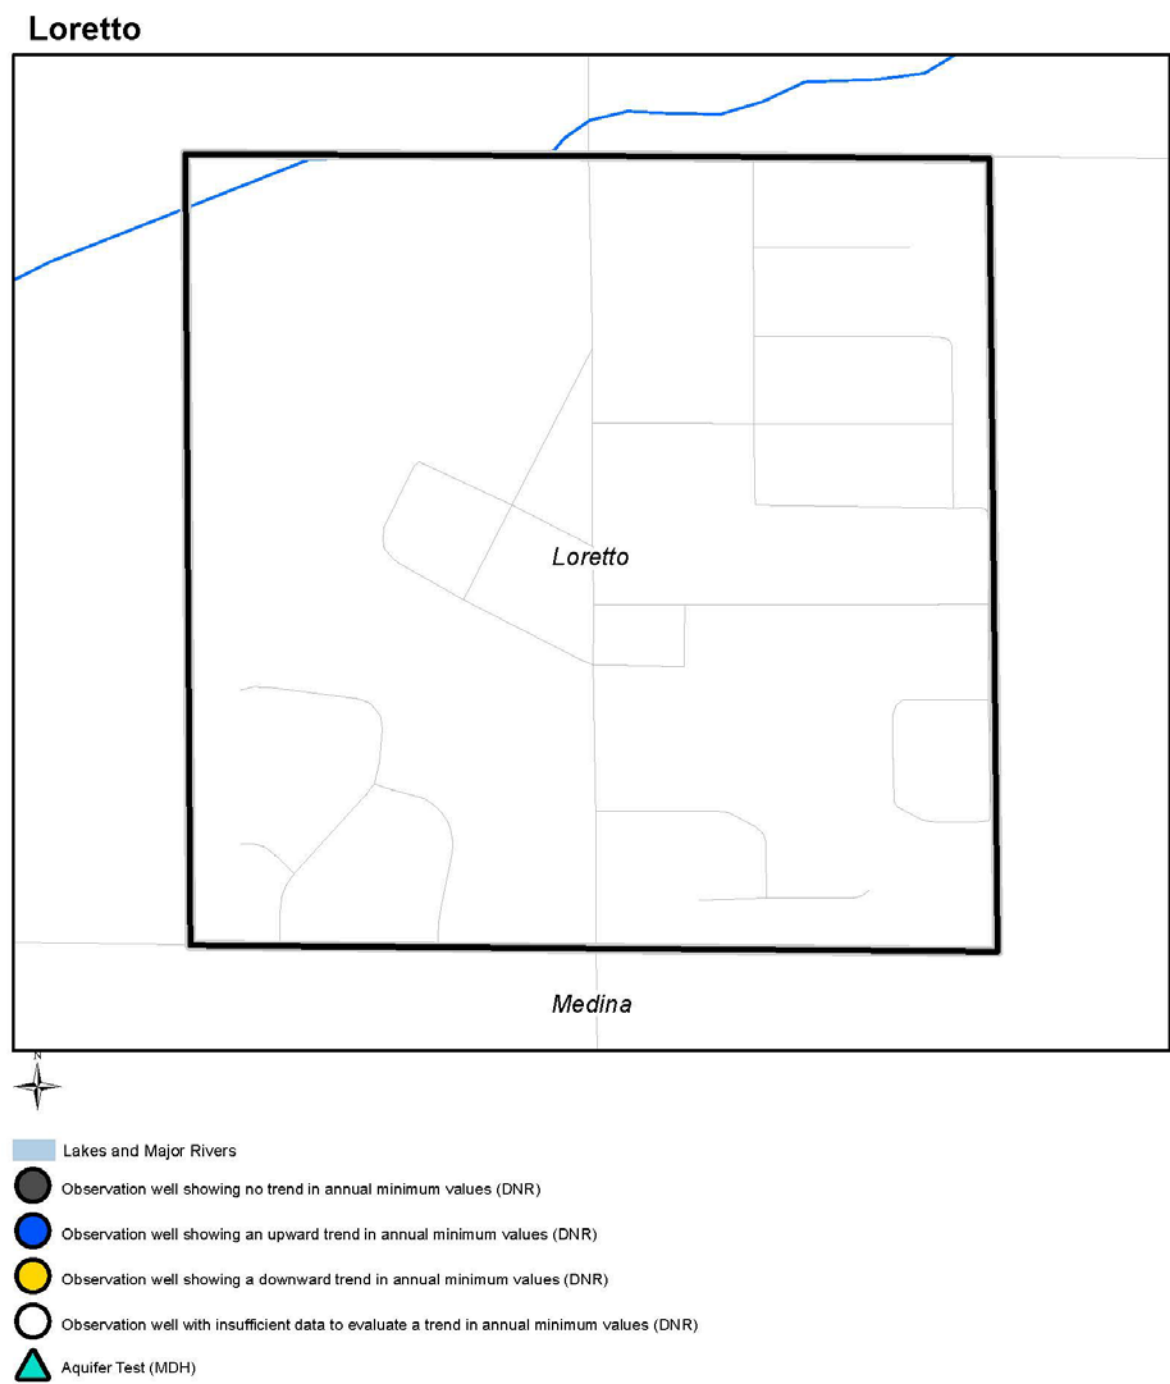 Loretto
Loretto
Medina
N
Lakes and Major Rivers
Observation well showing no trend in annual minimum values (DNR)
Observation well showing an upward trend in annual minimum values (DNR)
Observation well showing a downward trend in annual minimum values (DNR)
Observation well with insufficient data to evaluate a trend in annual minimum values (DNR)
Aquifer Test (MDH)